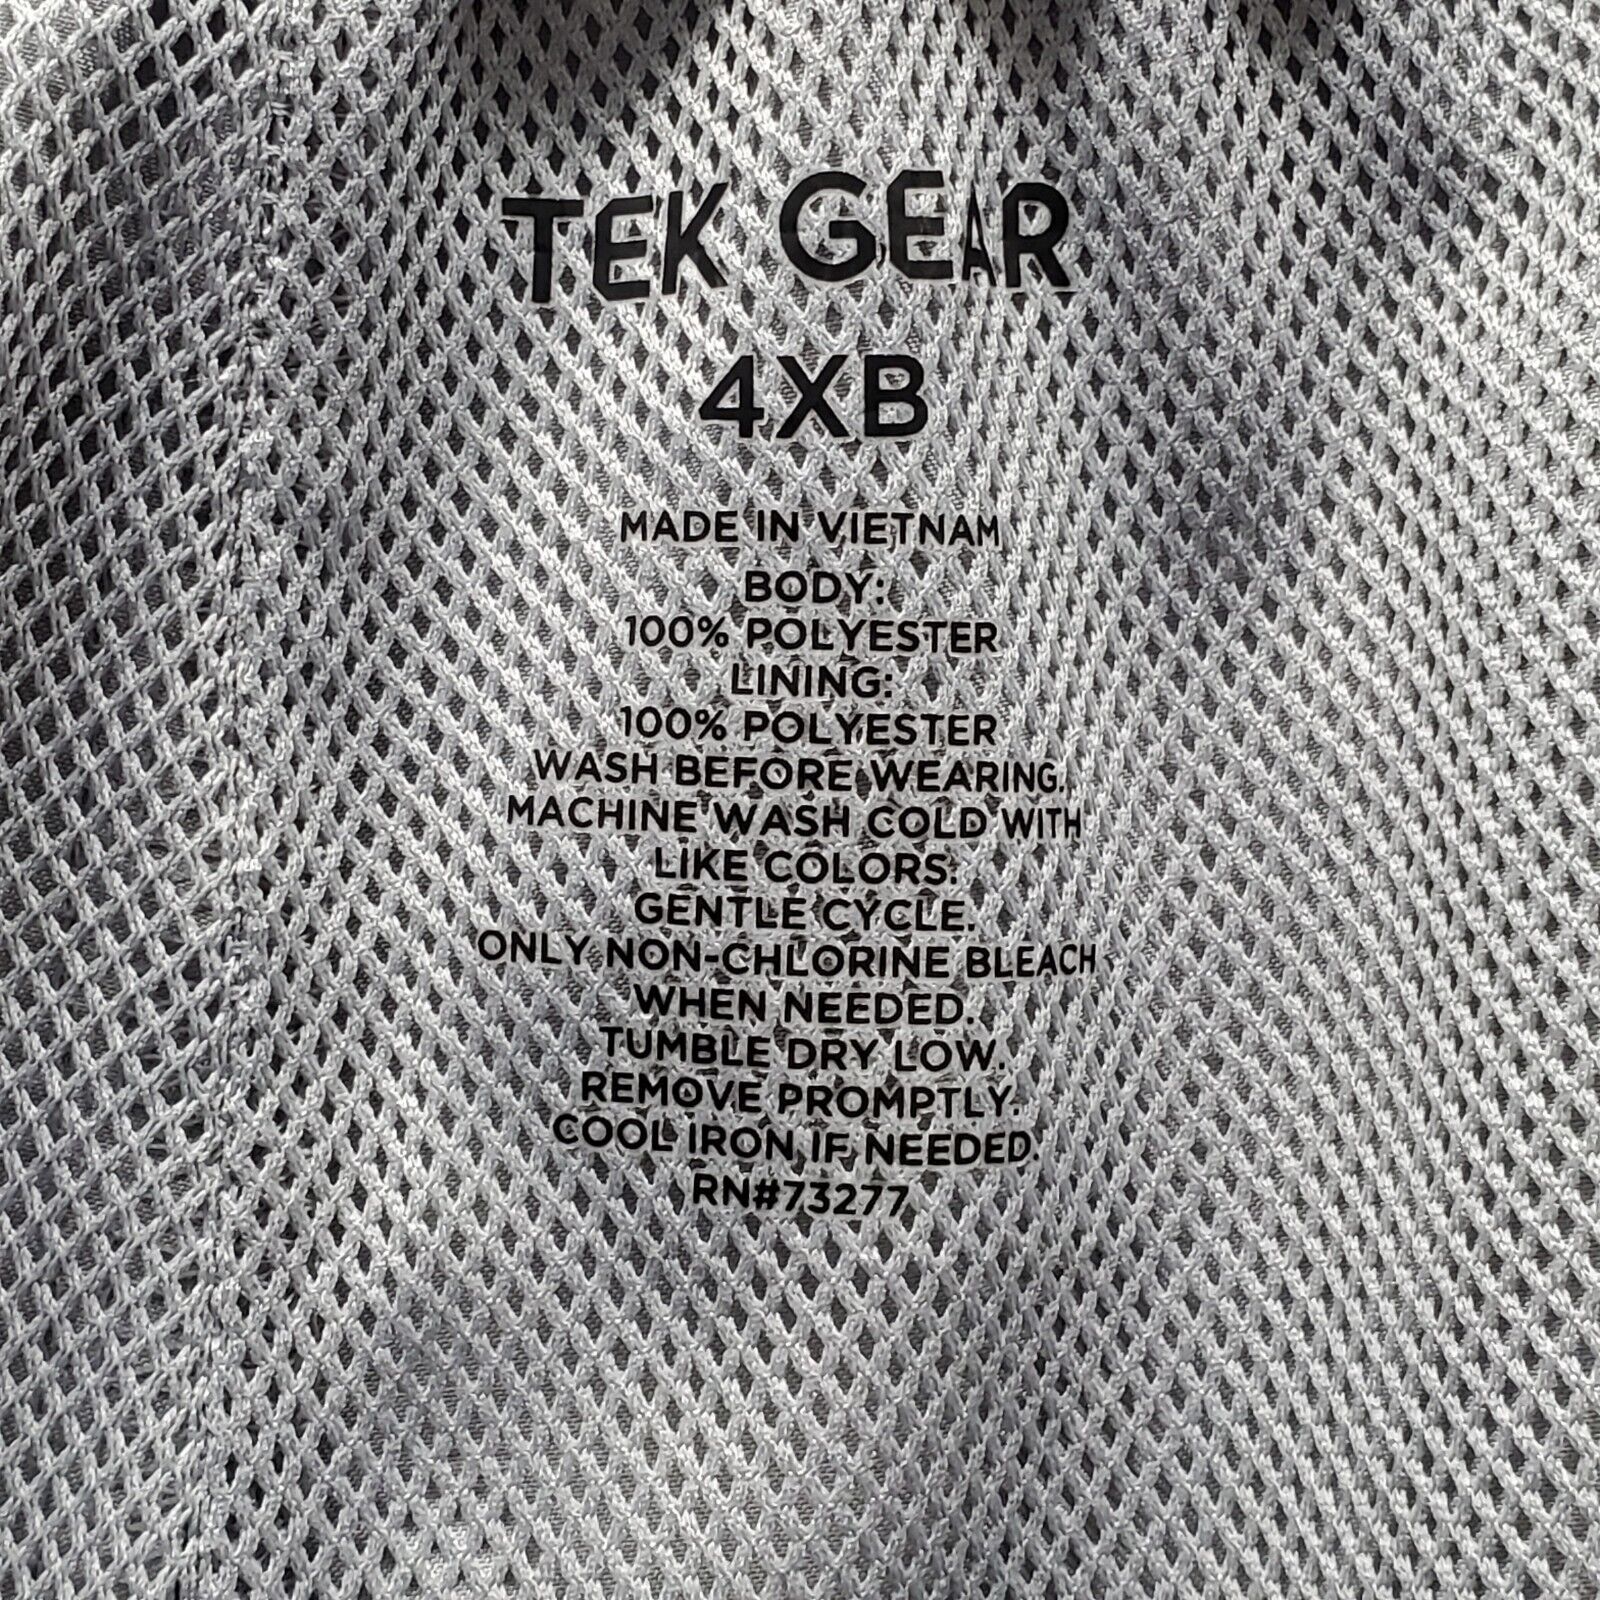 TEK GEAR
4XB
MADE IN VIETNAM
BODY:
100% POLYESTER
LINING:
100% POLYESTER
WASH BEFORE WEARING.
MACHINE WASH COLD WITH
LIKE COLORS.
GENTLE CYCLE.
ONLY NON-CHLORINE BLEACH
WHEN NEEDED.
TUMBLE DRY LOW.
REMOVE PROMPTLY.
COOL IRON IF NEEDED.
RN#73277